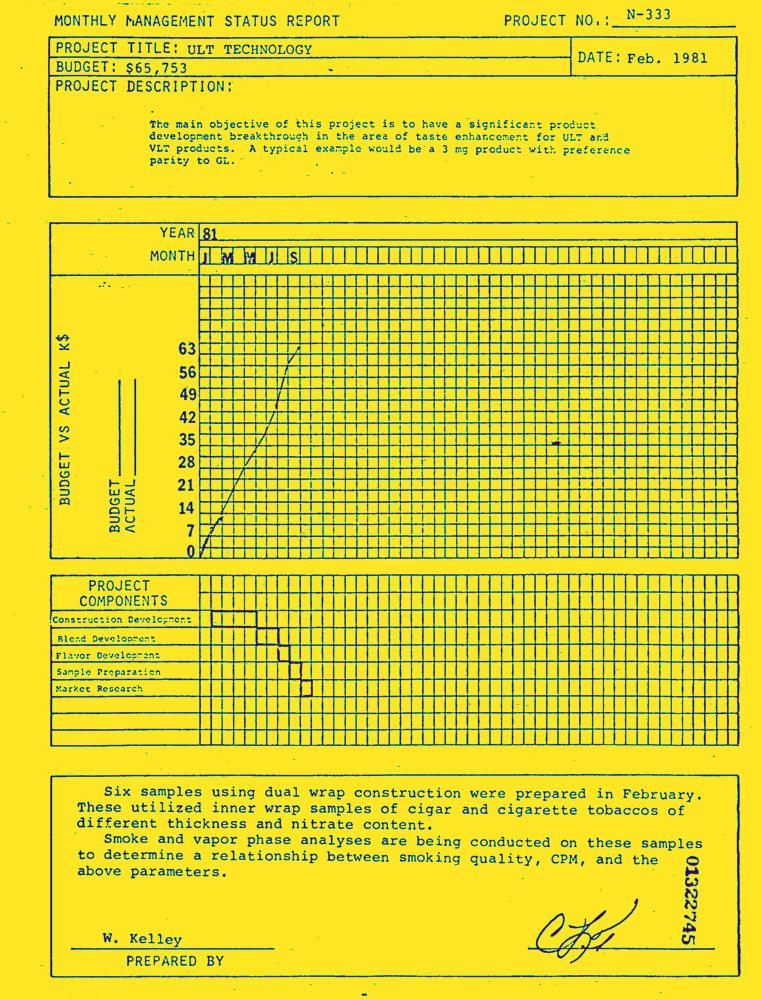 MONTHLY MANAGEMENT STATUS REPORT
PROJECT NO.: N-333
PROJECT TITLE: ULT TECHNOLOGY
BUDGET: $65,753
DATE: Feb. 1981
PROJECT DESCRIPTION:
The main objective of this project is to have a significant product
development breakthrough in the area of taste enhancement for ULT and
VLT products. A typical example would be a 3 mg product with preference
parity to GL.
YEAR 81
MONTH J M M J S
BUDGET VS ACTUAL K$
BUDGET
ACTUAL
63
56
49
42
35
28
21
14
7
0
PROJECT
COMPONENTS
Construction Development
Blend Development
Flavor Development
Sample Preparation
Market Research
Six samples using dual wrap construction were prepared in February.
These utilized inner wrap samples of cigar and cigarette tobaccos of
different thickness and nitrate content.
Smoke and vapor phase analyses are being conducted on these samples
to determine a relationship between smoking quality, CPM, and the
above parameters.
01322745
W. Kelley
PREPARED BY